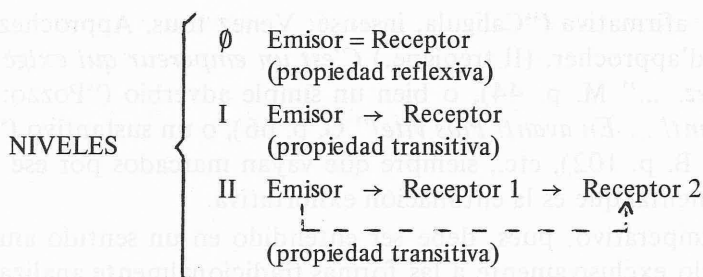 ∅ Emisor = Receptor
(propiedad reflexiva)
I Emisor → Receptor
(propiedad transitiva)
NIVELES
II Emisor → Receptor 1 → Receptor 2
(propiedad transitiva)